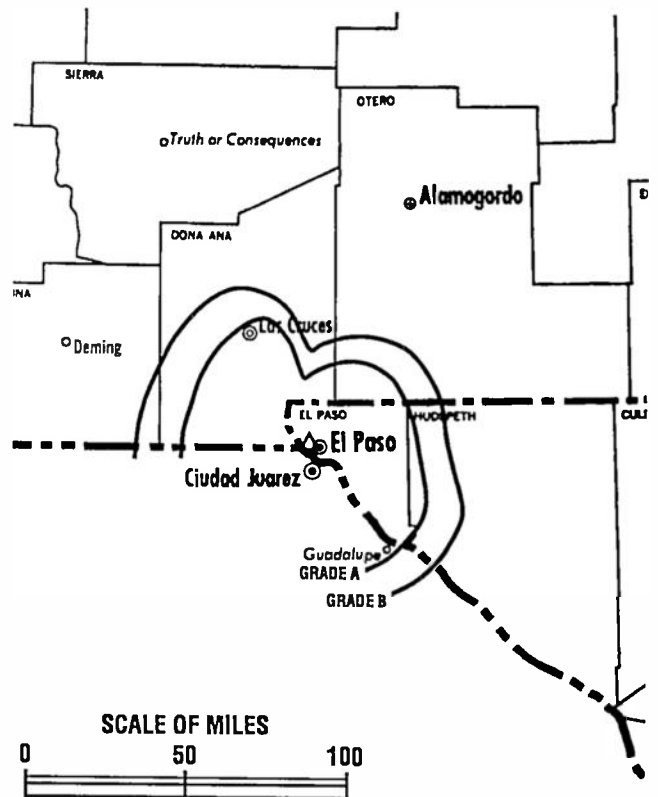 SIERRA
OTERO
Truth or Consequences
Alamogordo
DONA ANA
Las Cruces
Deming
EL PASO
HUDSPETH
El Paso
Ciudad Juarez
Guadalupe
GRADE A
GRADE B
SCALE OF MILES
0 50 100